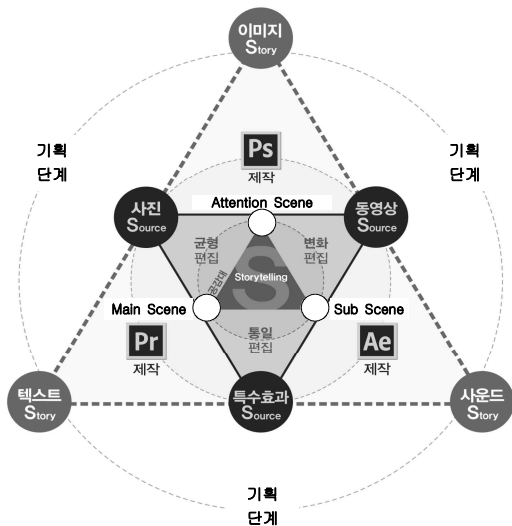 이미지
Story
기획
단계
기획
단계
Ps
제작
사진
Source
Attention Scene
동영상
Source
균형
편집
변화
편집
공감대
Storytelling
S
Main Scene
Sub Scene
통일
편집
Pr
제작
Ae
제작
텍스트
Story
특수효과
Source
사운드
Story
기획
단계